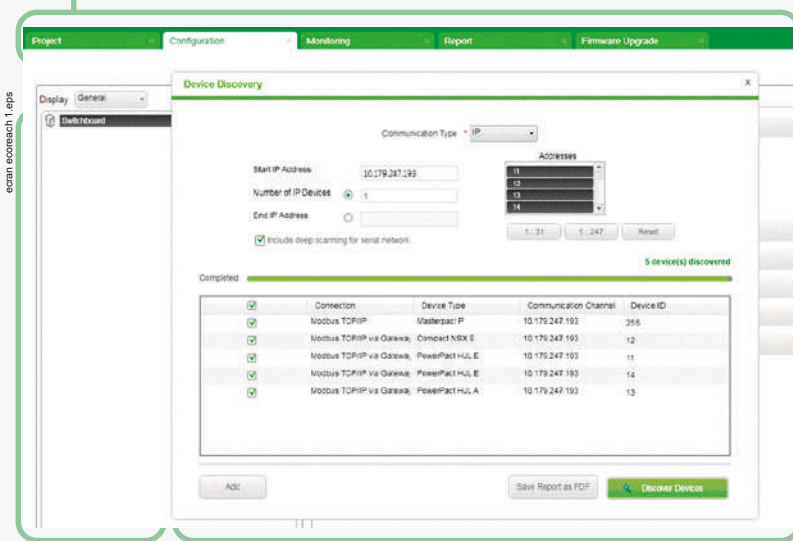 Project Configuration Monitoring Report Firmware Upgrade
ecran ecoreach 1.eps
Display General
Switchboard
Device Discovery x
Communication Type * IP
Start IP Address 10.179.247.193
Number of IP Devices 1
End IP Address
Include deep scanning for serial network
Addresses
11
12
13
14
1 : 31 1 : 247 Reset
5 device(s) discovered
Completed
Connection Device Type Communication Channel Device ID
Modbus TCP/IP Masterpact P 10.179.247.193 255
Modbus TCP/IP via Gateway Compact NSX E 10.179.247.193 12
Modbus TCP/IP via Gateway PowerPact HJL E 10.179.247.193 11
Modbus TCP/IP via Gateway PowerPact HJL E 10.179.247.193 14
Modbus TCP/IP via Gateway PowerPact HJL A 10.179.247.193 13
Add Save Report as PDF Discover Devices